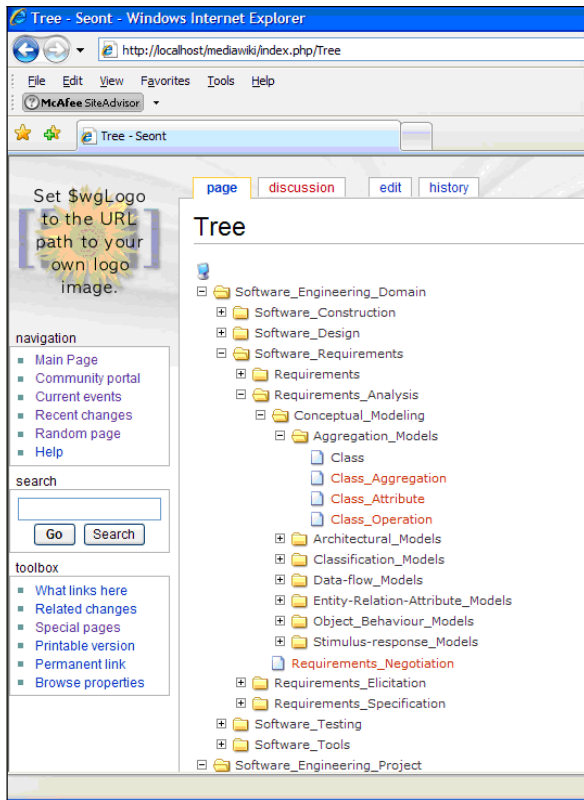 Tree - Seont - Windows Internet Explorer
http://localhost/mediawiki/index.php/Tree
File Edit View Favorites Tools Help
? McAfee SiteAdvisor
Tree - Seont
Set $wgLogo
to the URL
path to your
own logo
image.
page discussion edit history
Tree
navigation
Main Page
Community portal
Current events
Recent changes
Random page
Help
search
Go Search
toolbox
What links here
Related changes
Special pages
Printable version
Permanent link
Browse properties
Software_Engineering_Domain
Software_Construction
Software_Design
Software_Requirements
Requirements
Requirements_Analysis
Conceptual_Modeling
Aggregation_Models
Class
Class_Aggregation
Class_Attribute
Class_Operation
Architectural_Models
Classification_Models
Data-flow_Models
Entity-Relation-Attribute_Models
Object_Behaviour_Models
Stimulus-response_Models
Requirements_Negotiation
Requirements_Elicitation
Requirements_Specification
Software_Testing
Software_Tools
Software_Engineering_Project